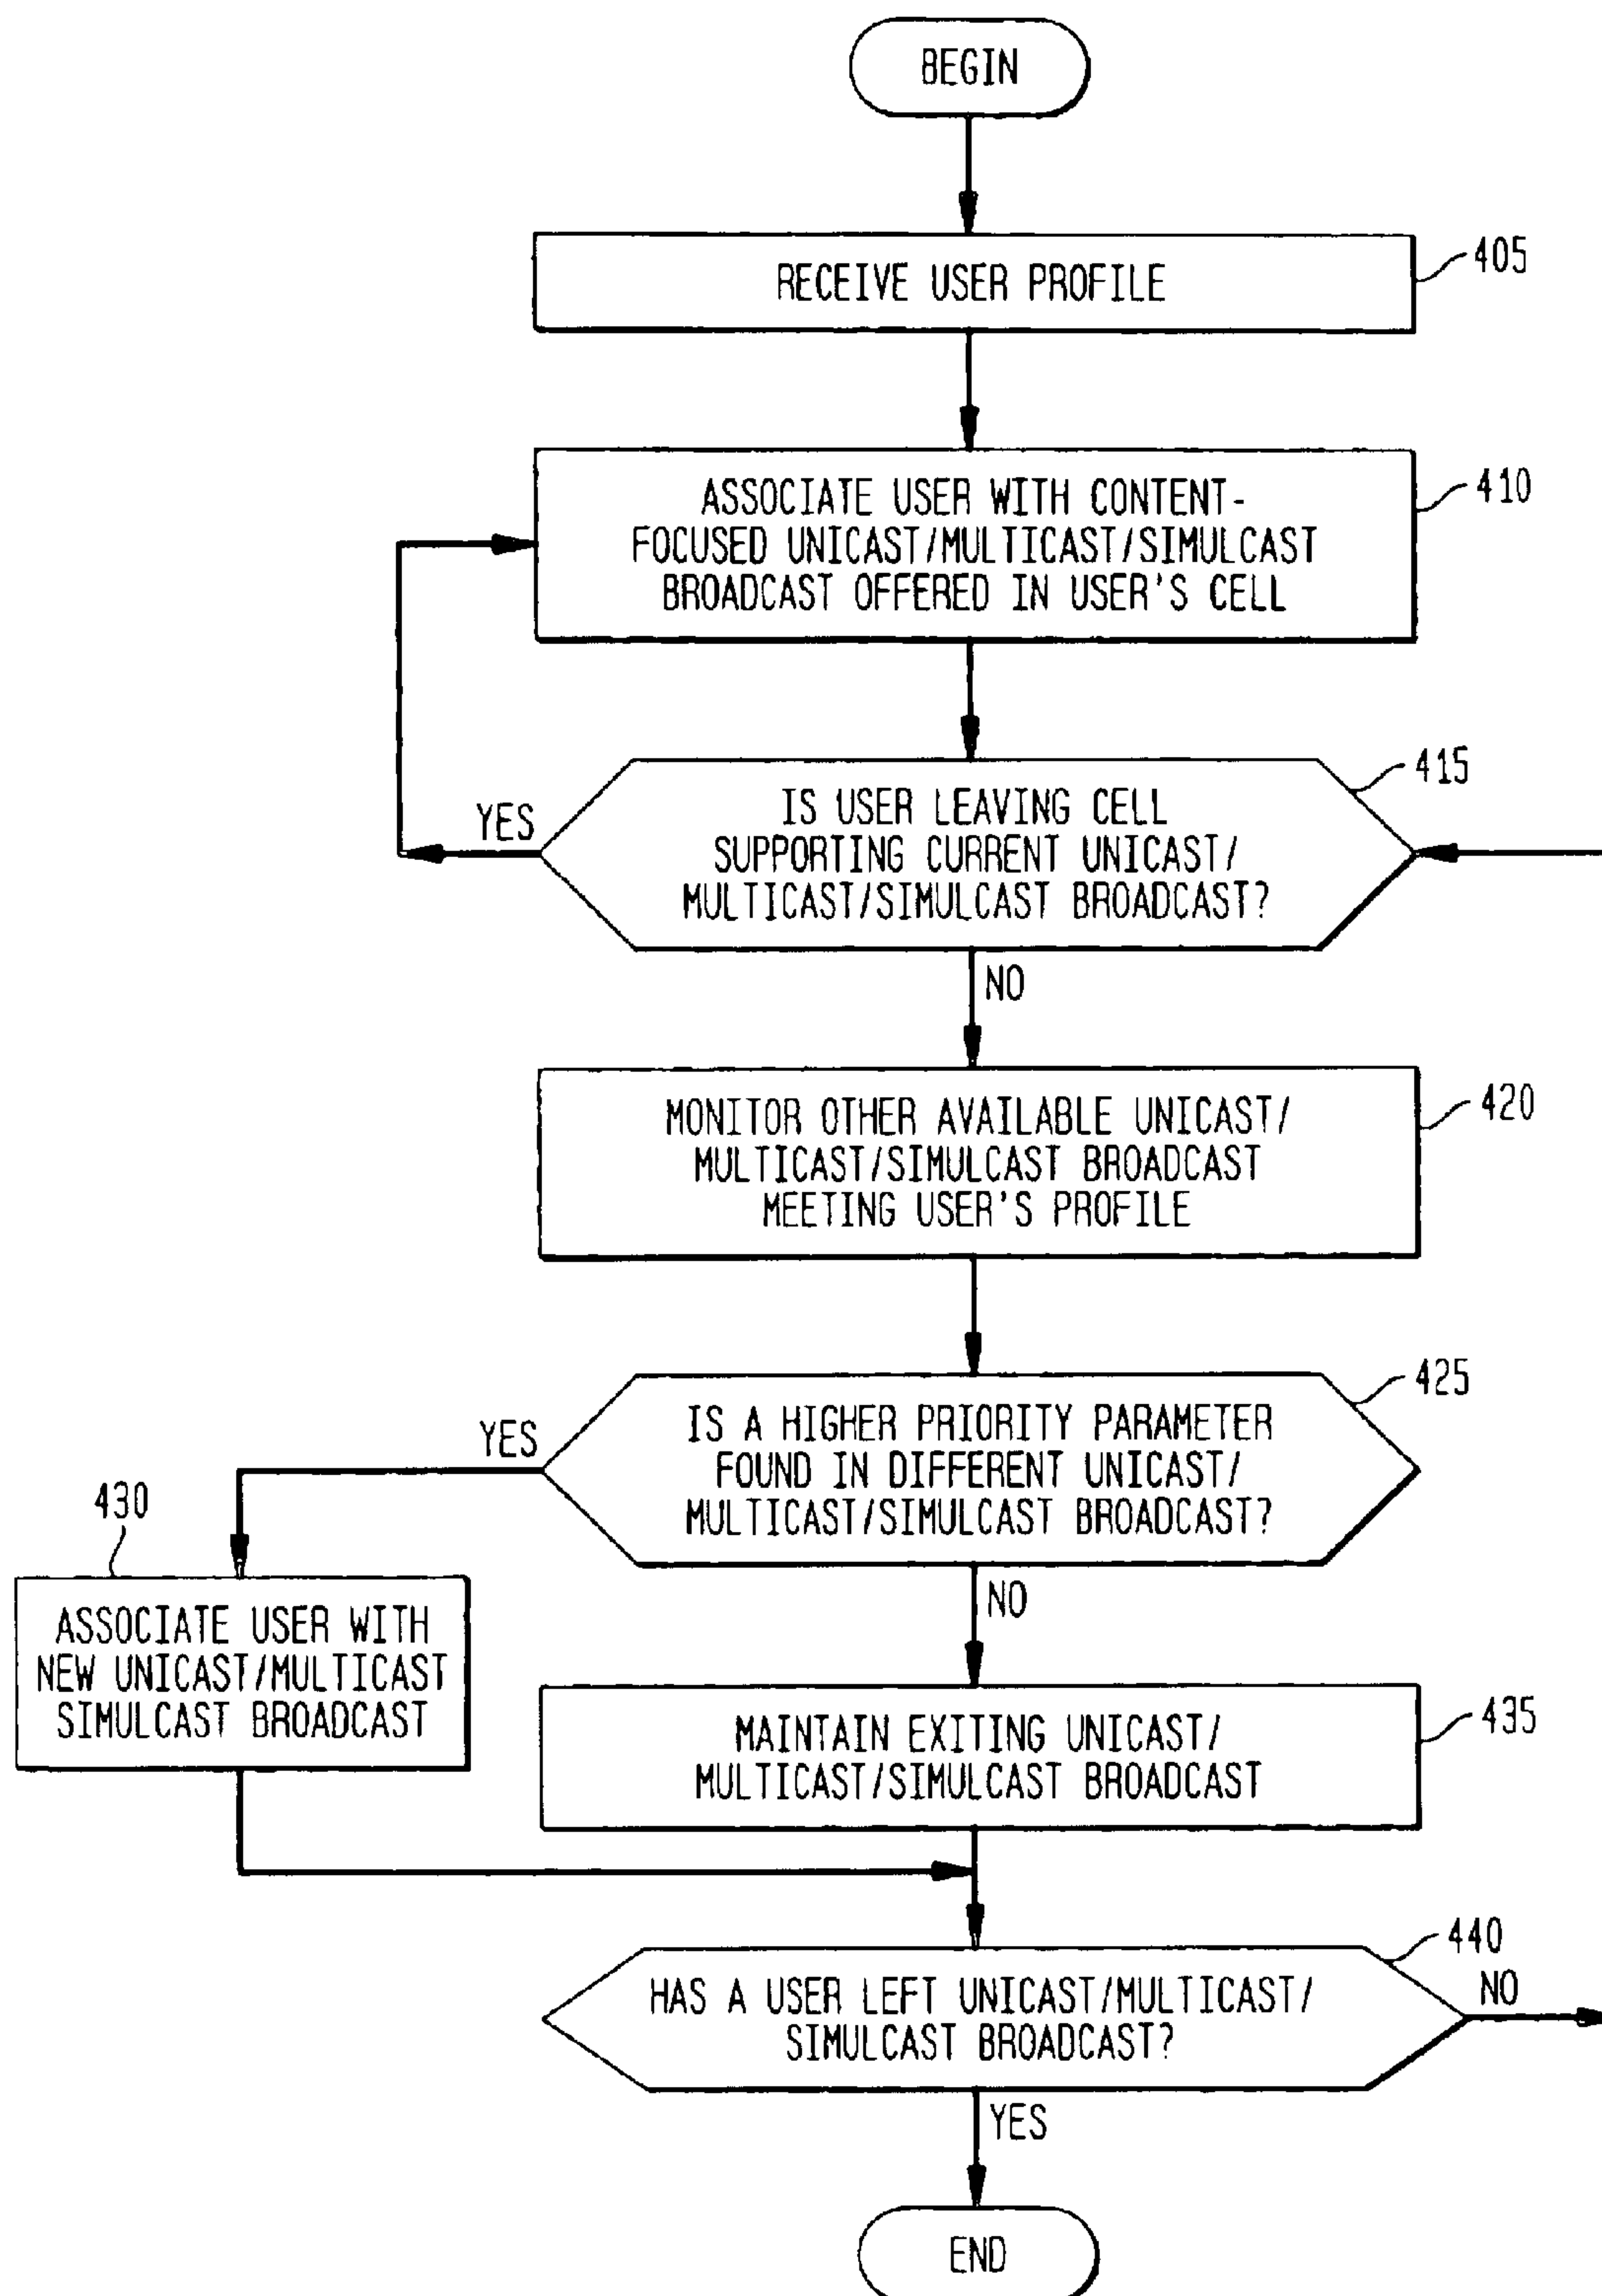 BEGIN
RECEIVE USER PROFILE
405
ASSOCIATE USER WITH CONTENT-
FOCUSED UNICAST/MULTICAST/SIMULCAST
BROADCAST OFFERED IN USER'S CELL
410
IS USER LEAVING CELL
SUPPORTING CURRENT UNICAST/
MULTICAST/SIMULCAST BROADCAST?
415
YES
NO
MONITOR OTHER AVAILABLE UNICAST/
MULTICAST/SIMULCAST BROADCAST
MEETING USER'S PROFILE
420
IS A HIGHER PRIORITY PARAMETER
FOUND IN DIFFERENT UNICAST/
MULTICAST/SIMULCAST BROADCAST?
425
YES
NO
430
ASSOCIATE USER WITH
NEW UNICAST/MULTICAST
SIMULCAST BROADCAST
MAINTAIN EXITING UNICAST/
MULTICAST/SIMULCAST BROADCAST
435
HAS A USER LEFT UNICAST/MULTICAST/
SIMULCAST BROADCAST?
440
NO
YES
END